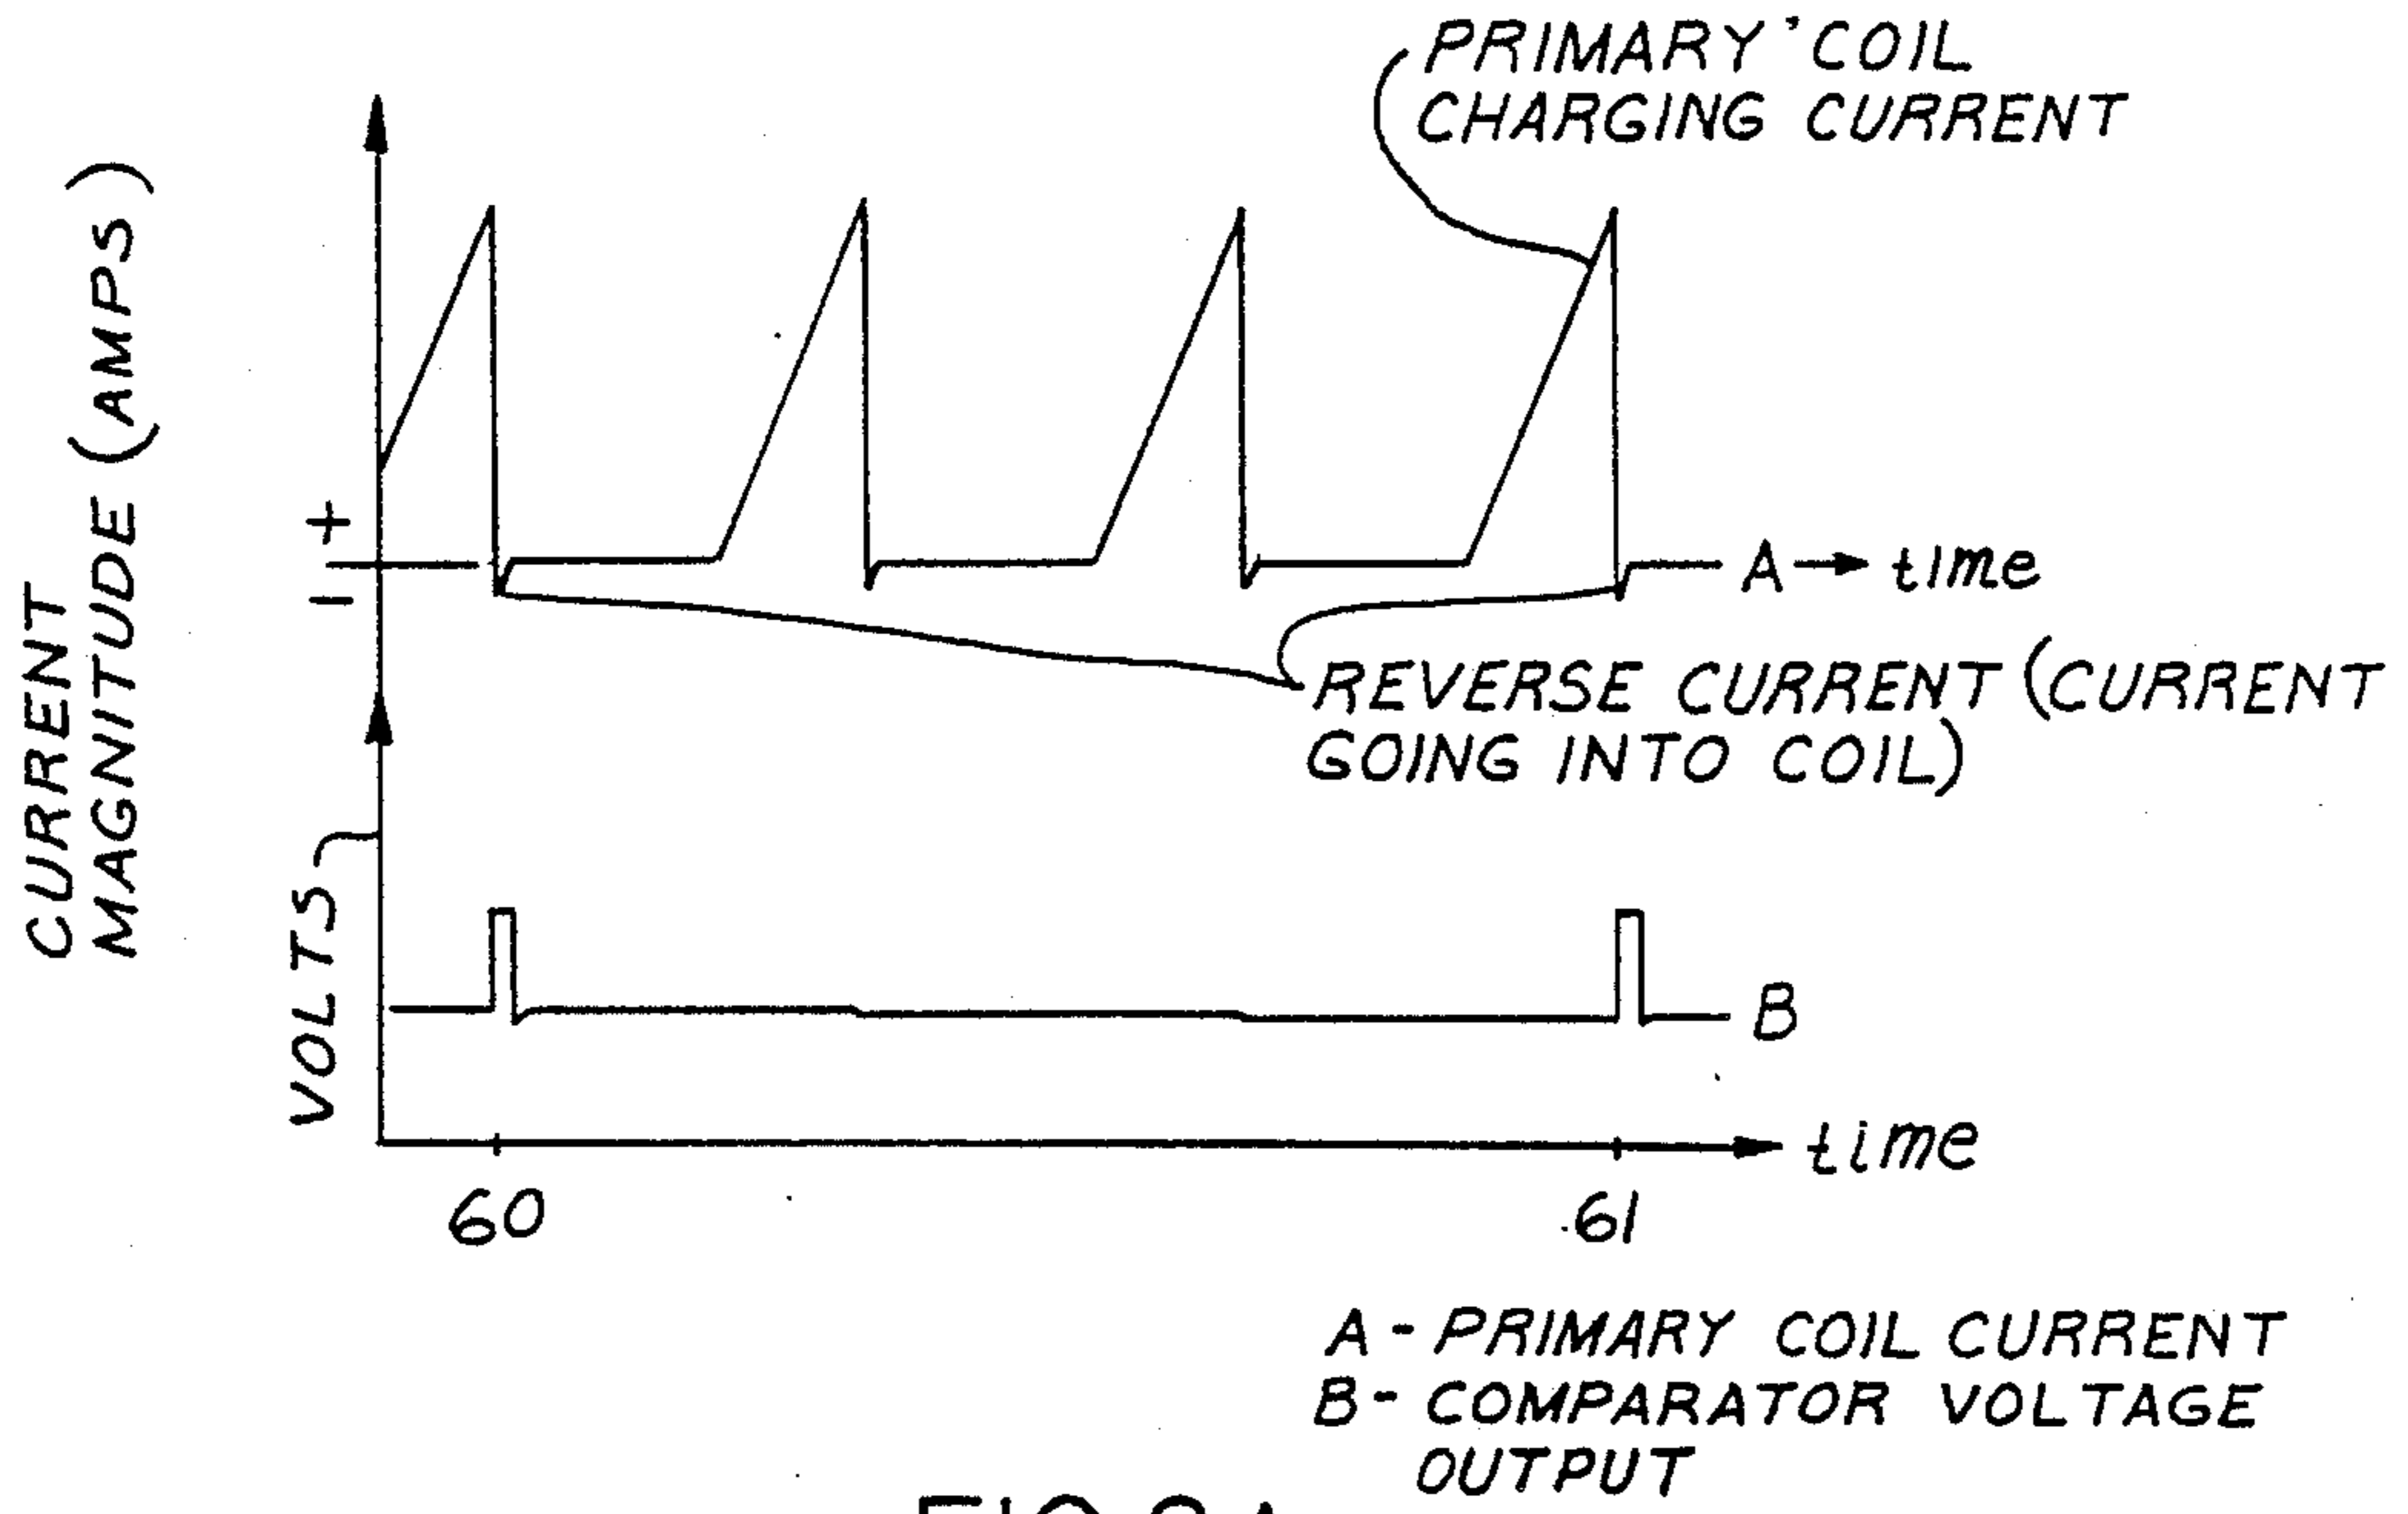 PRIMARY COIL
CHARGING CURRENT
CURRENT
MAGNITUDE (AMPS)
+
−
A → time
REVERSE CURRENT (CURRENT
GOING INTO COIL)
VOLTS
B
time
60
61
A - PRIMARY COIL CURRENT
B - COMPARATOR VOLTAGE
OUTPUT